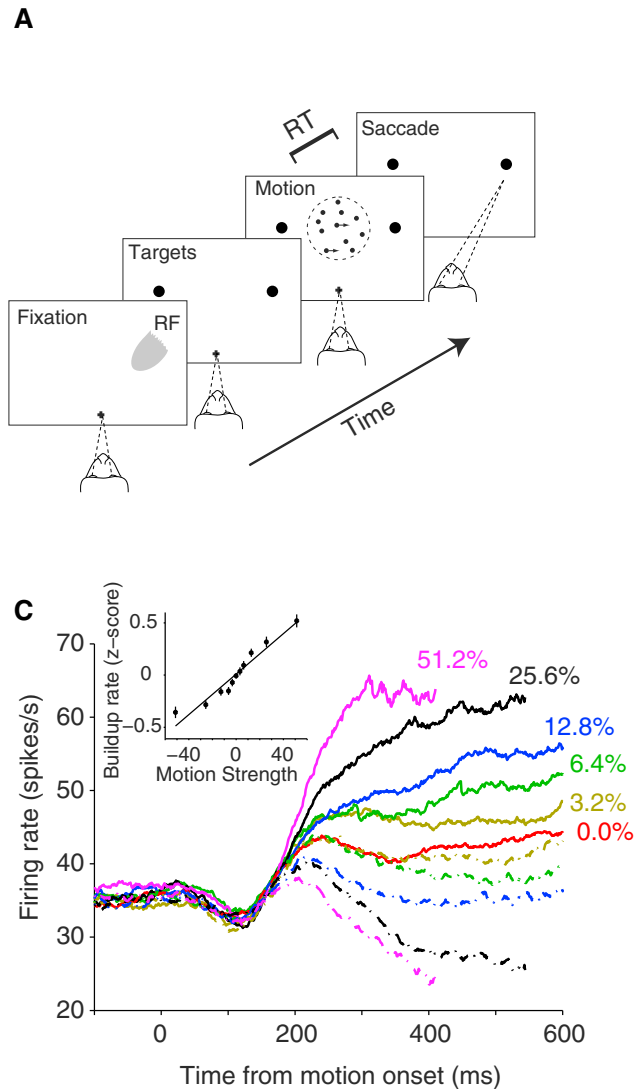 A
RT
Saccade
Motion
Targets
Fixation
RF
Time
C
Buildup rate (z−score)
0.5
0
−0.5
−40
0
40
Motion Strength
51.2%
25.6%
12.8%
6.4%
3.2%
0.0%
Firing rate (spikes/s)
70
60
50
40
30
20
0
200
400
600
Time from motion onset (ms)